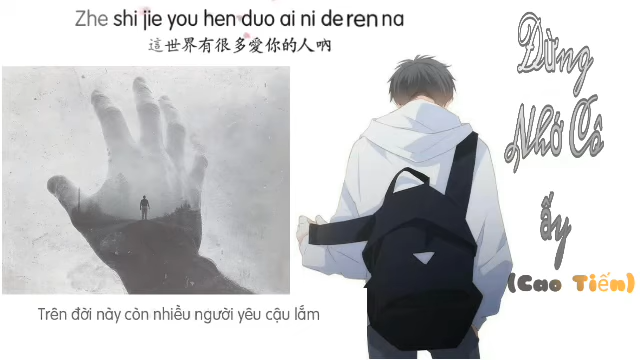 Zhe shi jie you hen duo ai ni de ren na
這世界有很多愛你的人吶
Trên đời này còn nhiều người yêu cậu lắm
Đừng
Nhớ Cô
ấy
(Cao Tiến)